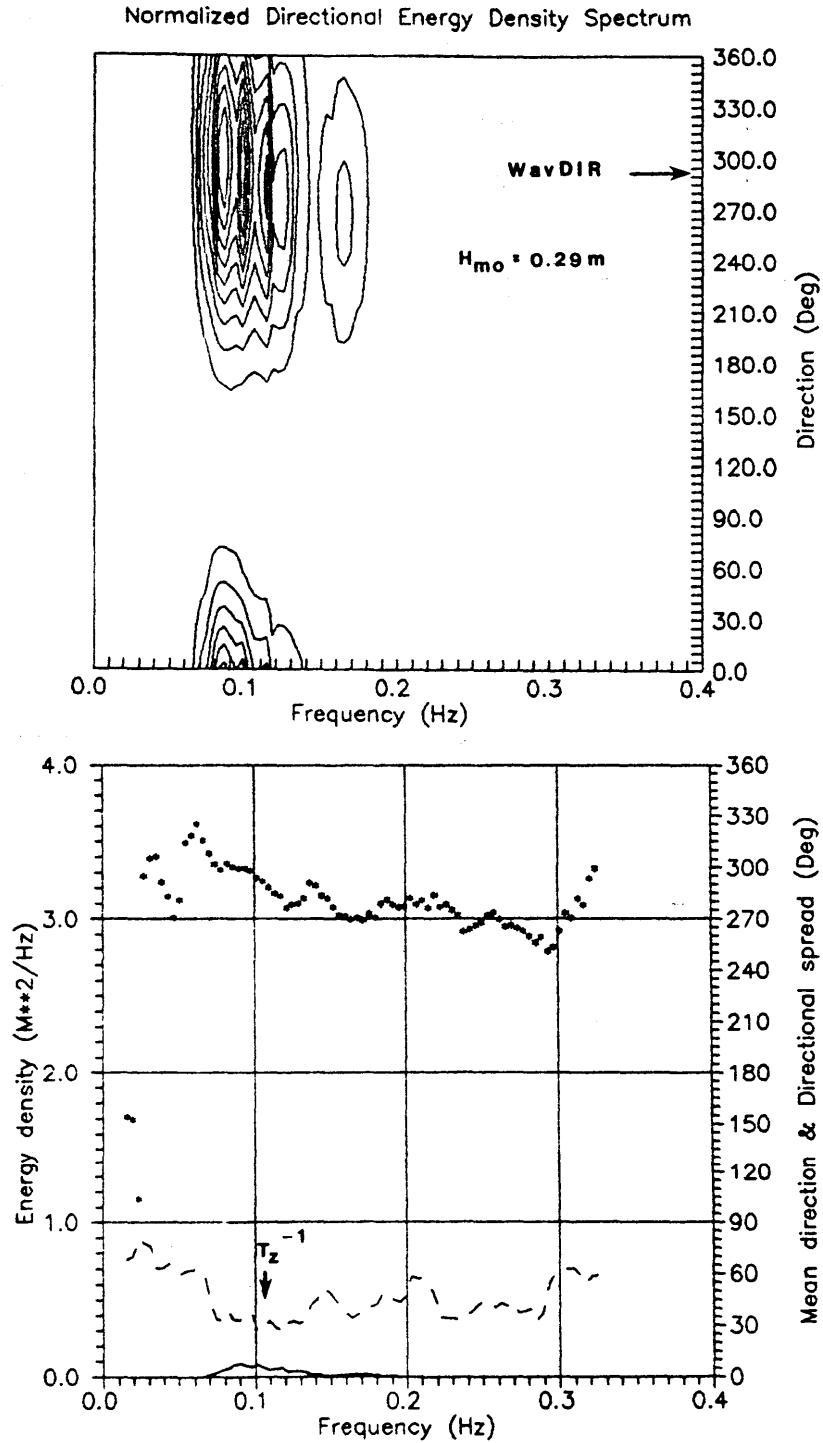 Normalized Directional Energy Density Spectrum
360.0
330.0
WavDIR
300.0
270.0
Hmo = 0.29 m
240.0
210.0
180.0
150.0
120.0
90.0
60.0
30.0
0.0
Direction (Deg)
0.0 0.1 0.2 0.3 0.4
Frequency (Hz)
4.0
3.0
2.0
1.0
0.0
Energy density (M**2/Hz)
360
330
300
270
240
210
180
150
120
90
60
30
0
Mean direction & Directional spread (Deg)
Tz-1
0.0 0.1 0.2 0.3 0.4
Frequency (Hz)